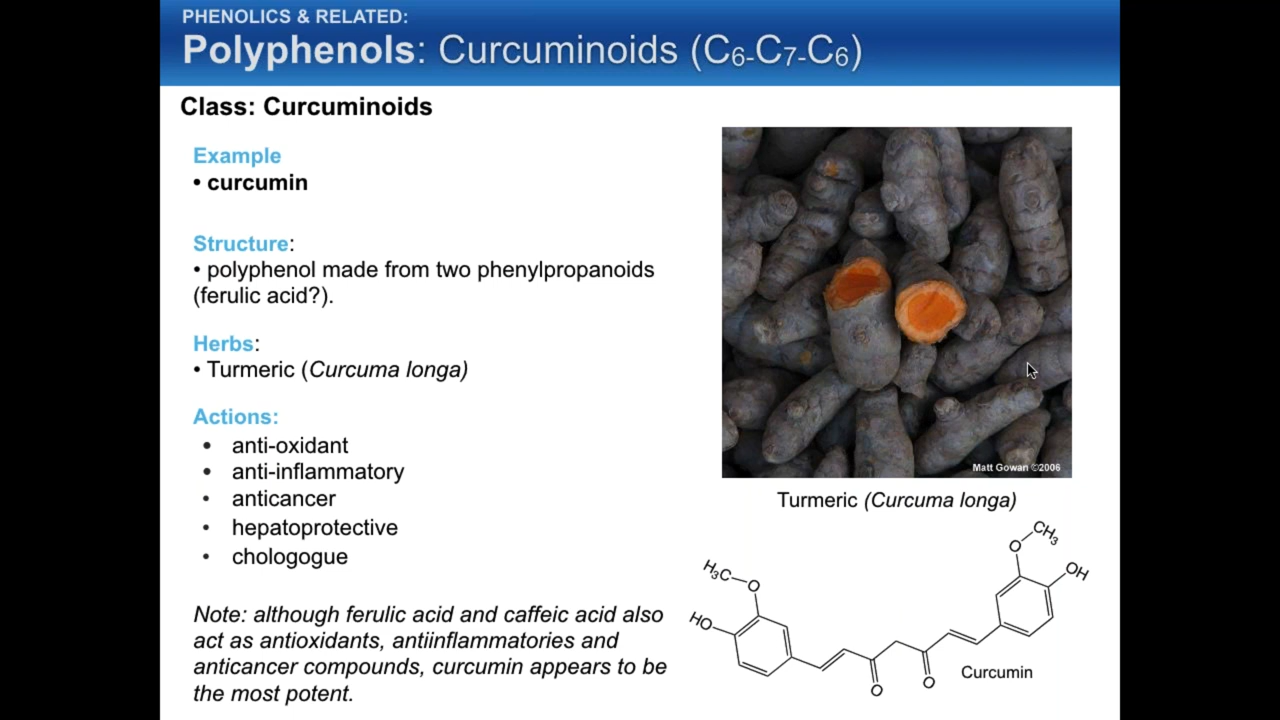 PHENOLICS & RELATED:
Polyphenols: Curcuminoids (C6-C7-C6)
Class: Curcuminoids
Example
• curcumin
Structure:
• polyphenol made from two phenylpropanoids
(ferulic acid?).
Herbs:
• Turmeric (Curcuma longa)
Actions:
• anti-oxidant
• anti-inflammatory
• anticancer
• hepatoprotective
• chologogue
Note: although ferulic acid and caffeic acid also
act as antioxidants, antiinflammatories and
anticancer compounds, curcumin appears to be
the most potent.
Matt Gowan ©2006
Turmeric (Curcuma longa)
CH3
O
OH
H3C
O
HO
O
O
Curcumin